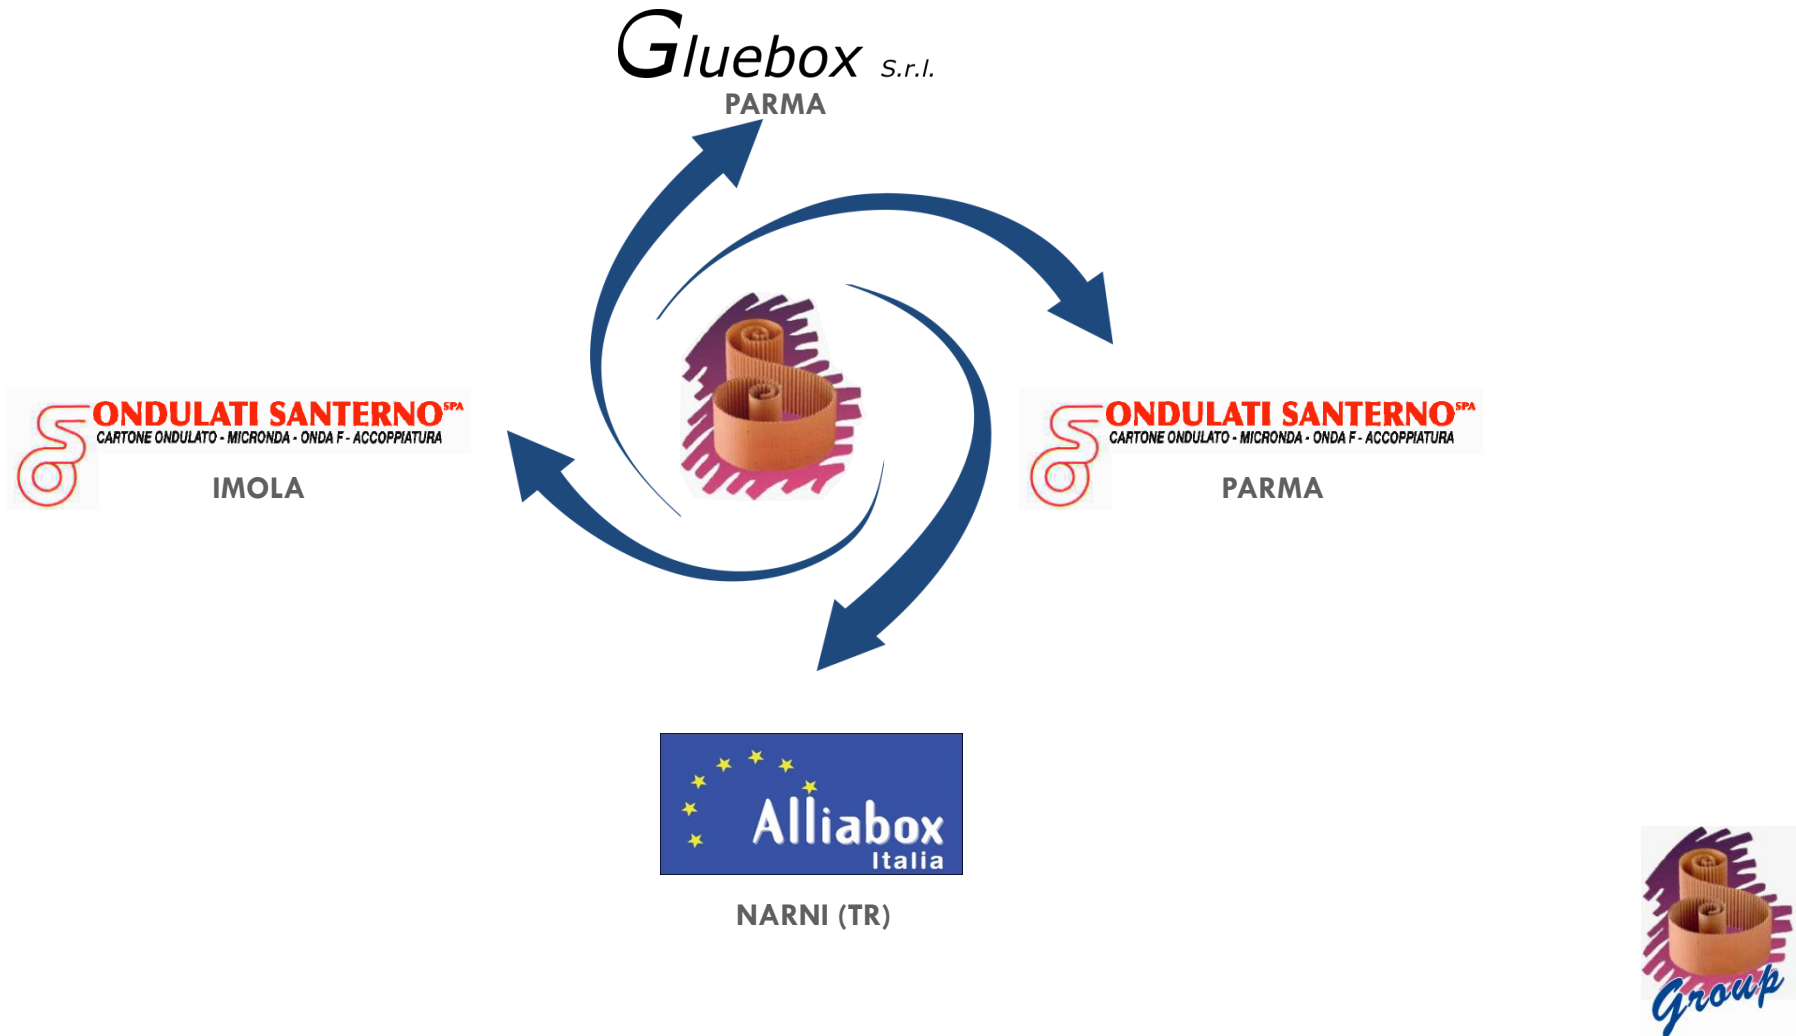 Gluebox S.r.l.
PARMA
ONDULATI SANTERNO SPA
CARTONE ONDULATO - MICRONDA - ONDA F - ACCOPPIATURA
IMOLA
ONDULATI SANTERNO SPA
CARTONE ONDULATO - MICRONDA - ONDA F - ACCOPPIATURA
PARMA
Alliabox
Italia
NARNI (TR)
Group